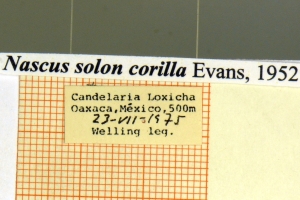 Nascus solon corilla Evans, 1952
Candelaria Loxicha
Oaxaca, México, 500m
23-VII-1975
Welling leg.